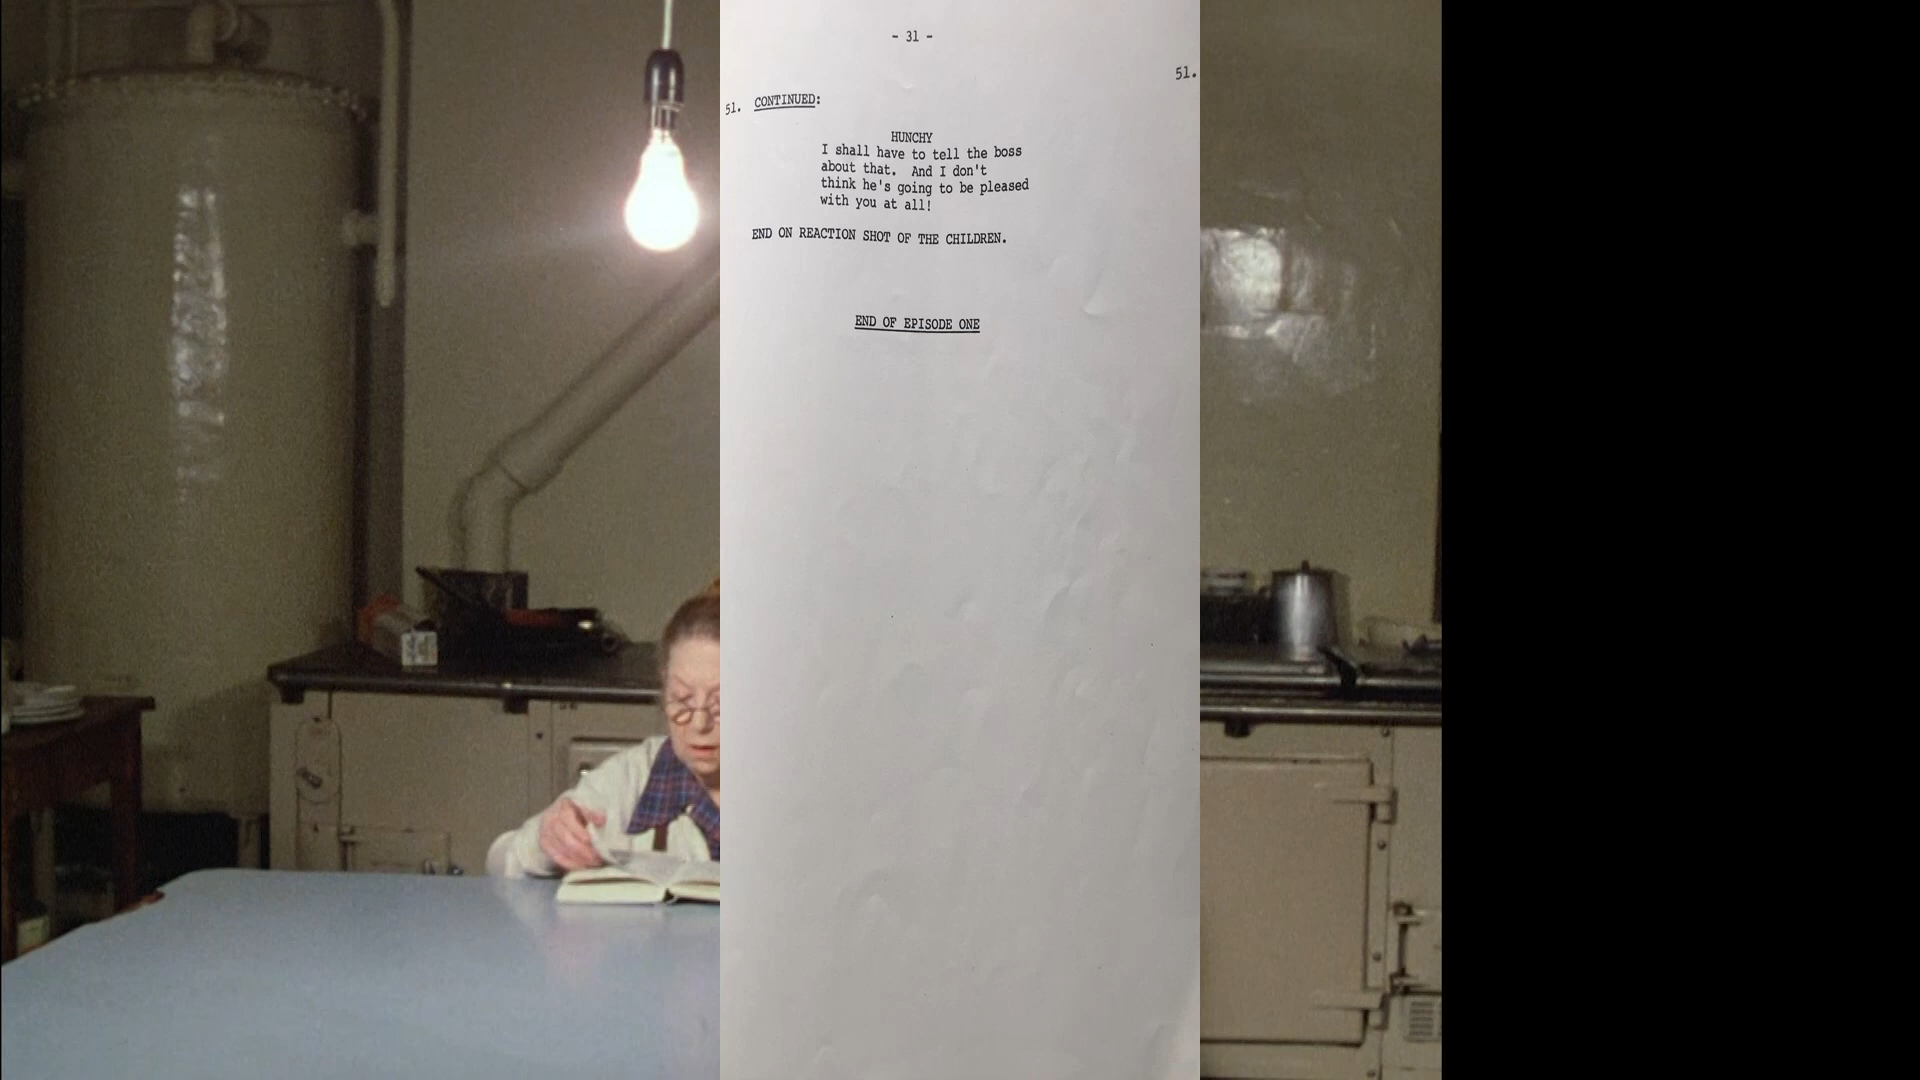 - 31 -
51.
51. CONTINUED:
HUNCHY
I shall have to tell the boss
about that. And I don't
think he's going to be pleased
with you at all!
END ON REACTION SHOT OF THE CHILDREN.
END OF EPISODE ONE